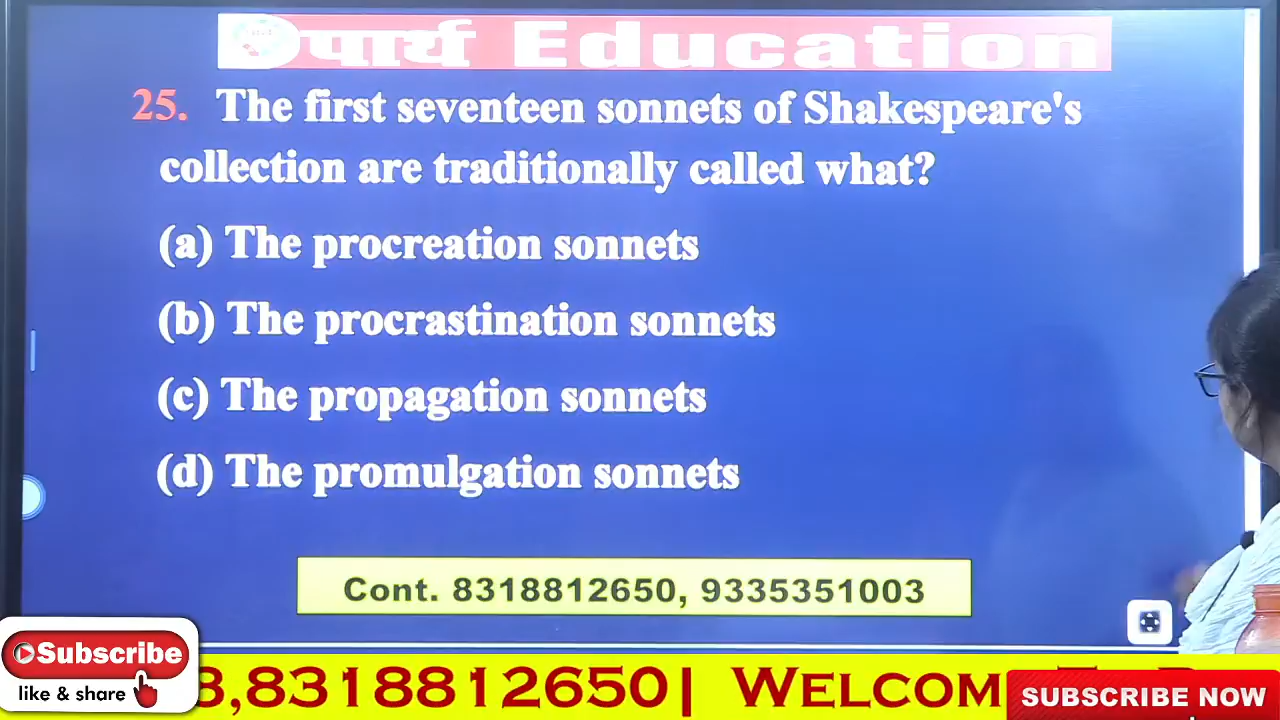 पार्थ Education
25. The first seventeen sonnets of Shakespeare's
collection are traditionally called what?
(a) The procreation sonnets
(b) The procrastination sonnets
(c) The propagation sonnets
(d) The promulgation sonnets
Cont. 8318812650, 9335351003
Subscribe
like & share
8318812650| WELCOM
SUBSCRIBE NOW